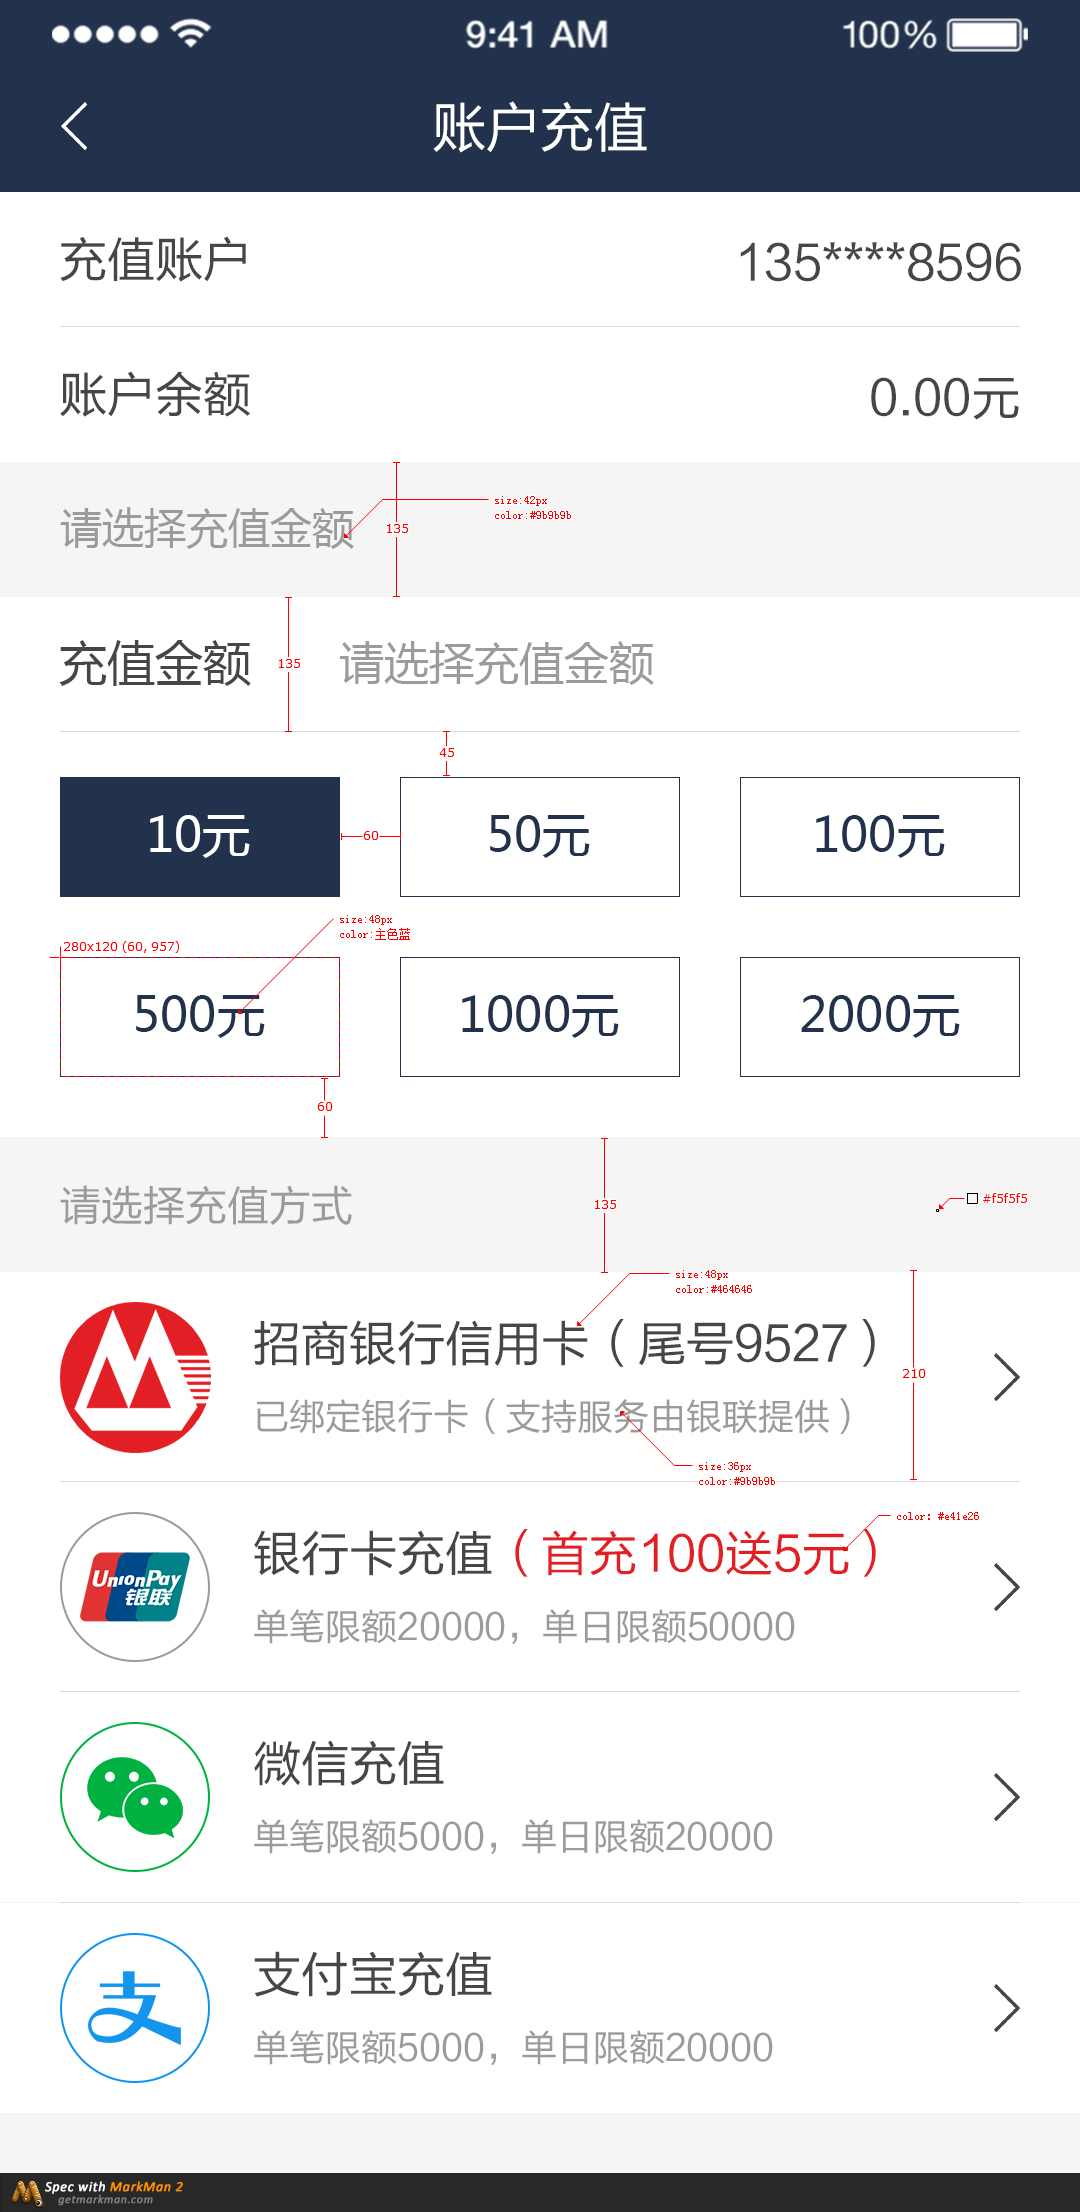 9:41 AM 100%
账户充值
充值账户 135****8596
账户余额 0.00元
size:42px
color:#9b9b9b
请选择充值金额 135
充值金额 135 请选择充值金额
45
10元 60 50元 100元
size:48px
color:主色蓝
280x120 (60, 957)
500元 1000元 2000元
60
请选择充值方式 135 #f5f5f5
size:48px
color:#464646
招商银行信用卡（尾号9527）
210
已绑定银行卡（支持服务由银联提供）
size:36px
color:#9b9b9b
color: #e41e26
银行卡充值（首充100送5元）
UnionPay
银联
单笔限额20000，单日限额50000
微信充值
单笔限额5000，单日限额20000
支付宝充值
支
单笔限额5000，单日限额20000
Spec with MarkMan 2
getmarkman.com